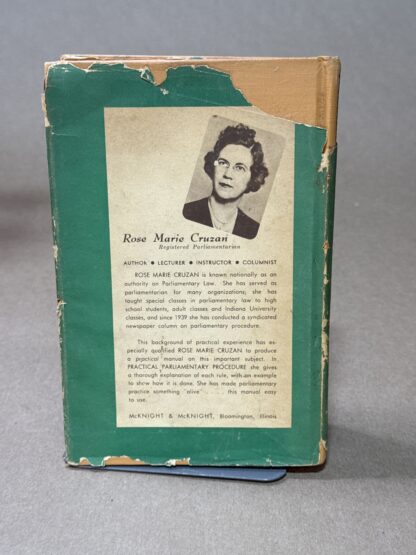 Rose Marie Cruzan
Registered Parliamentarian
AUTHOR ● LECTURER ● INSTRUCTOR ● COLUMNIST
ROSE MARIE CRUZAN is known nationally as an
authority on Parliamentary Law. She has served as
parliamentarian for many organizations; she has
taught special classes in parliamentary law to high
school students, adult classes and Indiana University
classes, and since 1939 she has conducted a syndicated
newspaper column on parliamentary procedure.
This background of practical experience has es-
pecially qualified ROSE MARIE CRUZAN to produce
a practical manual on this important subject. In
PRACTICAL PARLIAMENTARY PROCEDURE she gives
a thorough explanation of each rule, with an example
to show how it is done. She has made parliamentary
practice something "alive" . . . . . this manual easy
to use.
McKNIGHT & McKNIGHT, Bloomington, Illinois